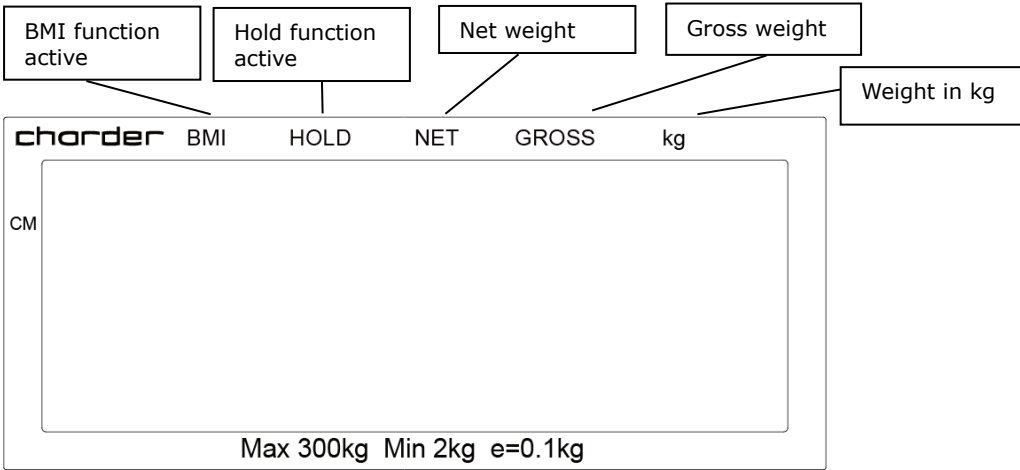 BMI function
active
Hold function
active
Net weight
Gross weight
Weight in kg
charder BMI HOLD NET GROSS kg
CM
Max 300kg Min 2kg e=0.1kg